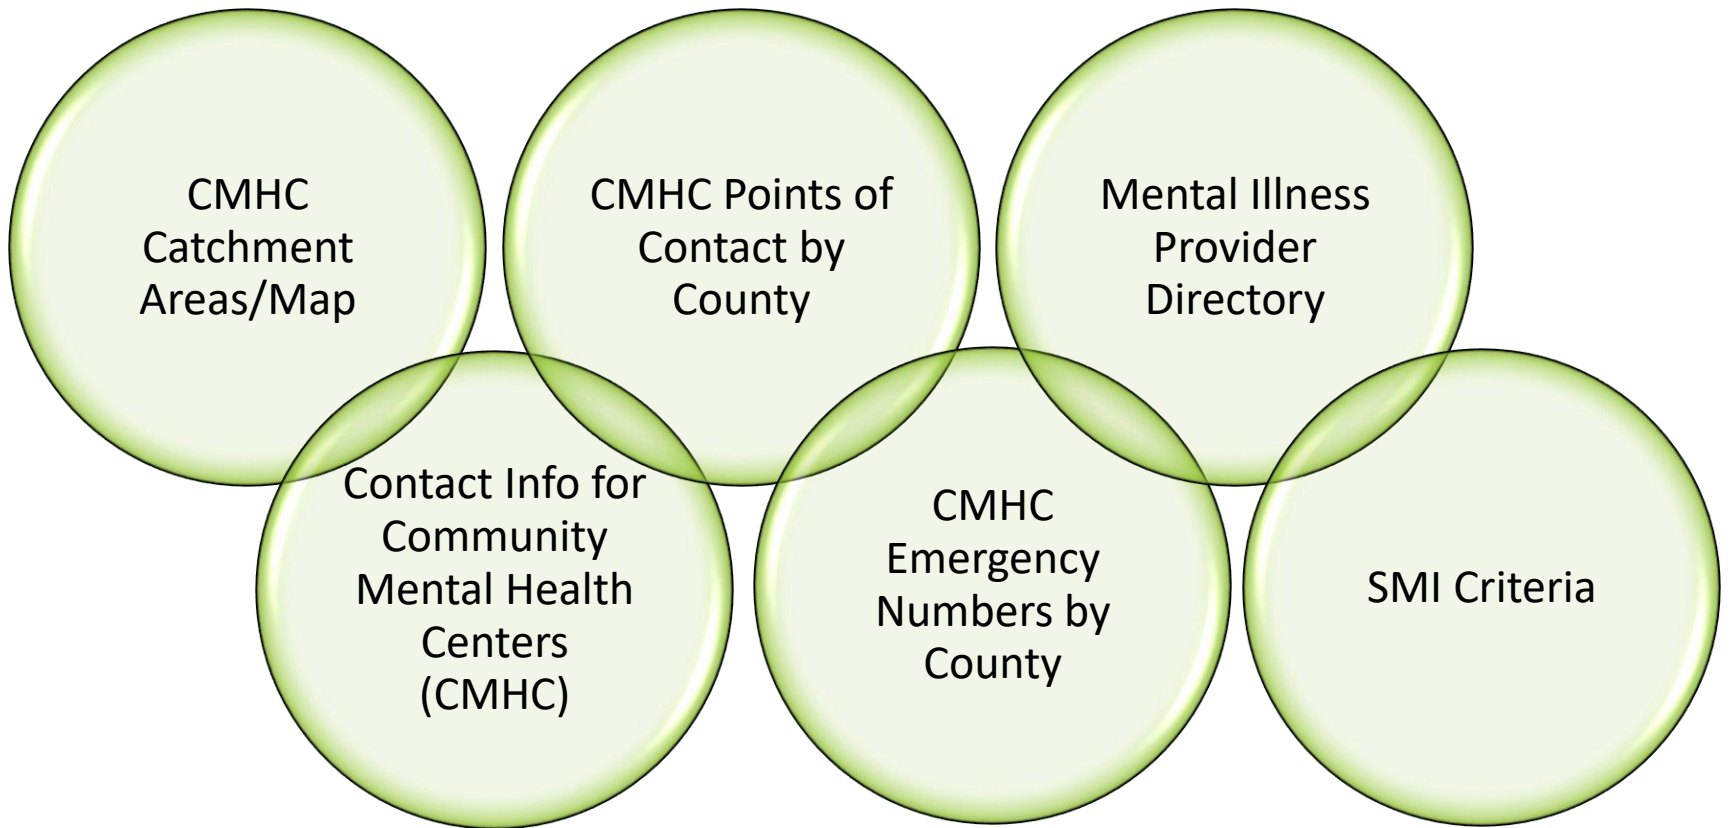 CMHC
Catchment
Areas/Map
CMHC Points of
Contact by
County
Mental Illness
Provider
Directory
Contact Info for
Community
Mental Health
Centers
(CMHC)
CMHC
Emergency
Numbers by
County
SMI Criteria